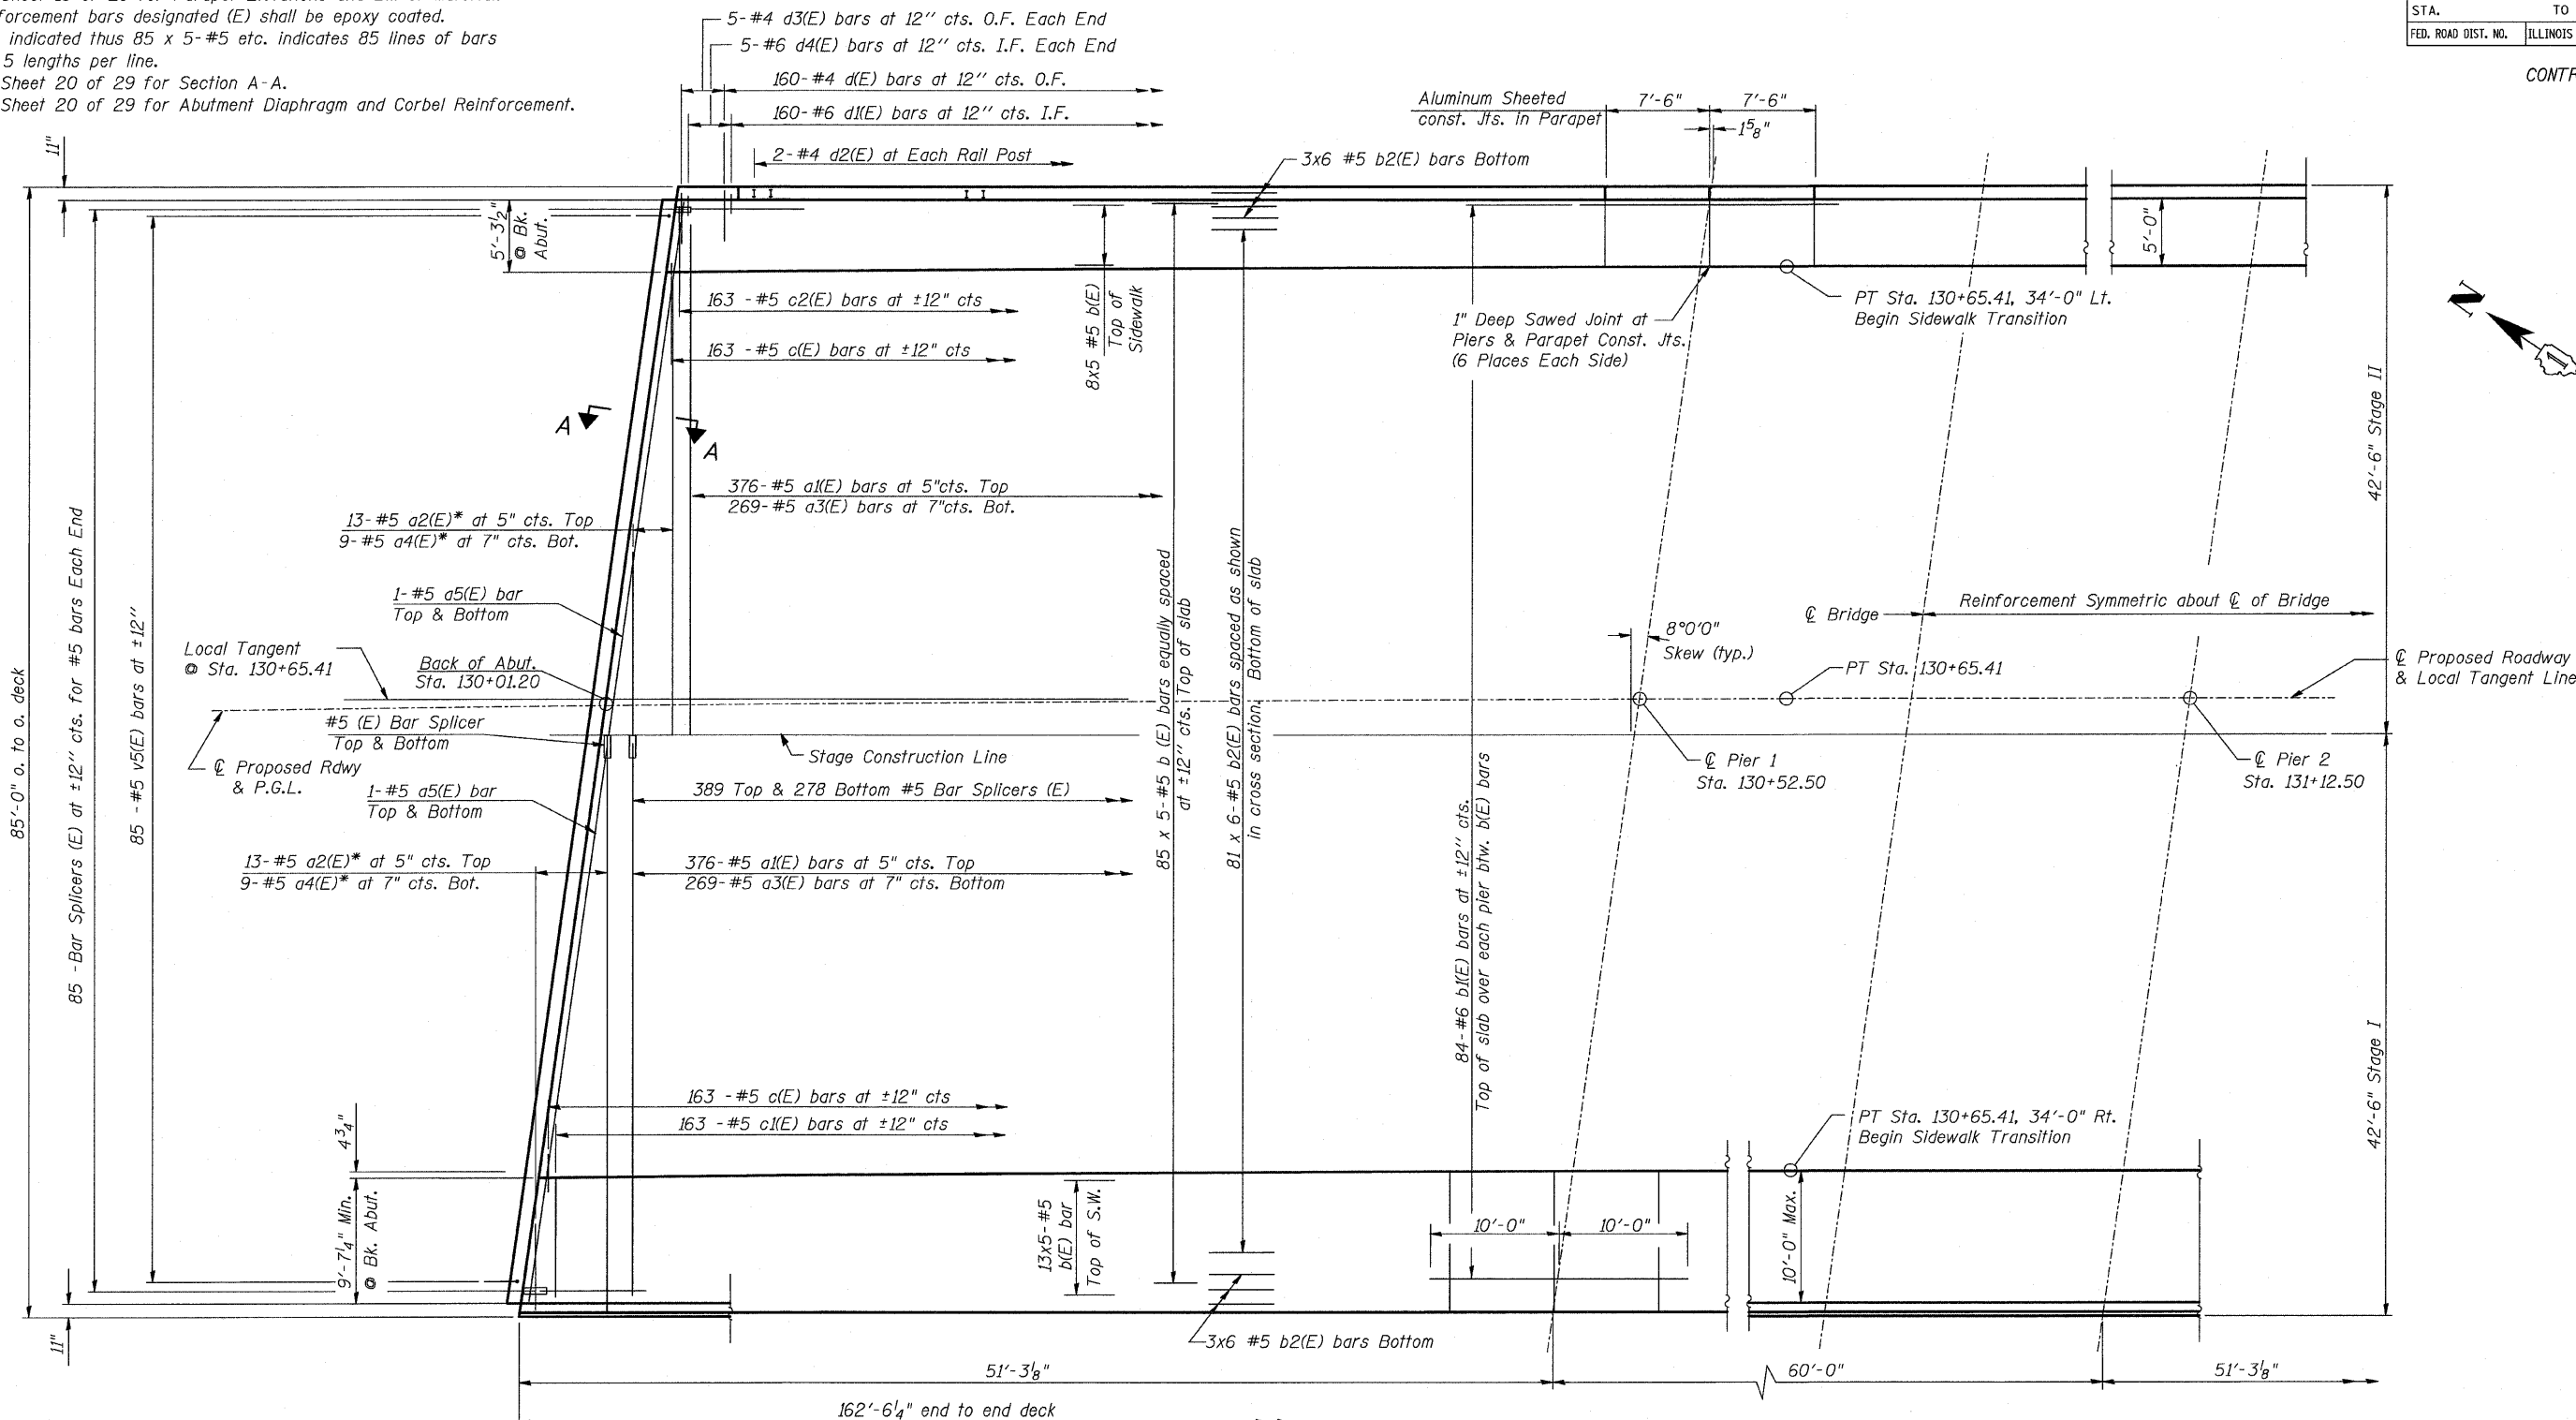 forcement bars designated (E) shall be epoxy coated.
indicated thus 85 x 5-#5 etc. indicates 85 lines of bars
5 lengths per line.
Sheet 20 of 29 for Section A-A.
Sheet 20 of 29 for Abutment Diaphragm and Corbel Reinforcement.
STA. TO
FED. ROAD DIST. NO. ILLINOIS
CONTR
5-#4 d3(E) bars at 12" cts. O.F. Each End
5-#6 d4(E) bars at 12" cts. I.F. Each End
160-#4 d(E) bars at 12" cts. O.F.
160-#6 d1(E) bars at 12" cts. I.F.
2-#4 d2(E) at Each Rail Post
Aluminum Sheeted
const. Jts. in Parapet
7'-6"
7'-6"
1 5/8"
3x6 #5 b2(E) bars Bottom
11"
5'-3 1/2"
@ Bk.
Abut.
5'-0"
163 -#5 c2(E) bars at ±12" cts
163 -#5 c(E) bars at ±12" cts
8x5 #5 b(E)
Top of
Sidewalk
1" Deep Sawed Joint at
Piers & Parapet Const. Jts.
(6 Places Each Side)
PT Sta. 130+65.41, 34'-0" Lt.
Begin Sidewalk Transition
N
A
A
42'-6" Stage II
376-#5 a1(E) bars at 5"cts. Top
269-#5 a3(E) bars at 7"cts. Bot.
13-#5 a2(E)* at 5" cts. Top
9-#5 a4(E)* at 7" cts. Bot.
1-#5 a5(E) bar
Top & Bottom
85'-0" o. to o. deck
85 -Bar Splicers (E) at ±12" cts. for #5 bars Each End
85 -#5 v5(E) bars at ±12"
Local Tangent
@ Sta. 130+65.41
Back of Abut.
Sta. 130+01.20
#5 (E) Bar Splicer
Top & Bottom
℄ Proposed Rdwy
& P.G.L.
Stage Construction Line
1-#5 a5(E) bar
Top & Bottom
389 Top & 278 Bottom #5 Bar Splicers (E)
13-#5 a2(E)* at 5" cts. Top
9-#5 a4(E)* at 7" cts. Bot.
376-#5 a1(E) bars at 5" cts. Top
269-#5 a3(E) bars at 7" cts. Bottom
85 x 5-#5 b (E) bars equally spaced
at ±12" cts. Top of slab
81 x 6-#5 b2(E) bars spaced as shown
in cross section. Bottom of slab
84-#6 b1(E) bars at ±12" cts.
Top of slab over each pier btw. b(E) bars
8°0'0"
Skew (typ.)
℄ Bridge
Reinforcement Symmetric about ℄ of Bridge
PT Sta. 130+65.41
℄ Proposed Roadway
& Local Tangent Line
℄ Pier 1
Sta. 130+52.50
℄ Pier 2
Sta. 131+12.50
42'-6" Stage I
163 -#5 c(E) bars at ±12" cts
163 -#5 c1(E) bars at ±12" cts
4 3/4"
9'-7 1/4" Min.
@ Bk. Abut.
11"
13x5-#5
b(E) bar
Top of S.W.
10'-0"
10'-0"
10'-0" Max.
PT Sta. 130+65.41, 34'-0" Rt.
Begin Sidewalk Transition
3x6 #5 b2(E) bars Bottom
51'-3 1/8"
60'-0"
51'-3 1/8"
162'-6 1/4" end to end deck